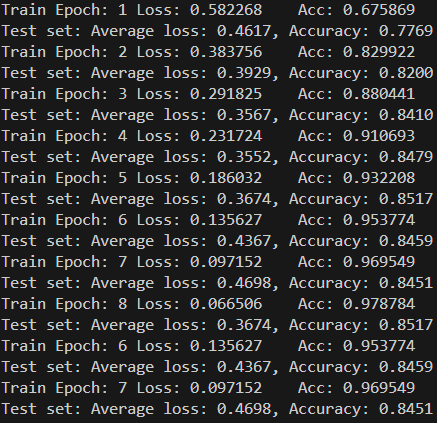 Train Epoch: 1 Loss: 0.582268    Acc: 0.675869
Test set: Average loss: 0.4617, Accuracy: 0.7769
Train Epoch: 2 Loss: 0.383756    Acc: 0.829922
Test set: Average loss: 0.3929, Accuracy: 0.8200
Train Epoch: 3 Loss: 0.291825    Acc: 0.880441
Test set: Average loss: 0.3567, Accuracy: 0.8410
Train Epoch: 4 Loss: 0.231724    Acc: 0.910693
Test set: Average loss: 0.3552, Accuracy: 0.8479
Train Epoch: 5 Loss: 0.186032    Acc: 0.932208
Test set: Average loss: 0.3674, Accuracy: 0.8517
Train Epoch: 6 Loss: 0.135627    Acc: 0.953774
Test set: Average loss: 0.4367, Accuracy: 0.8459
Train Epoch: 7 Loss: 0.097152    Acc: 0.969549
Test set: Average loss: 0.4698, Accuracy: 0.8451
Train Epoch: 8 Loss: 0.066506    Acc: 0.978784
Test set: Average loss: 0.3674, Accuracy: 0.8517
Train Epoch: 6 Loss: 0.135627    Acc: 0.953774
Test set: Average loss: 0.4367, Accuracy: 0.8459
Train Epoch: 7 Loss: 0.097152    Acc: 0.969549
Test set: Average loss: 0.4698, Accuracy: 0.8451